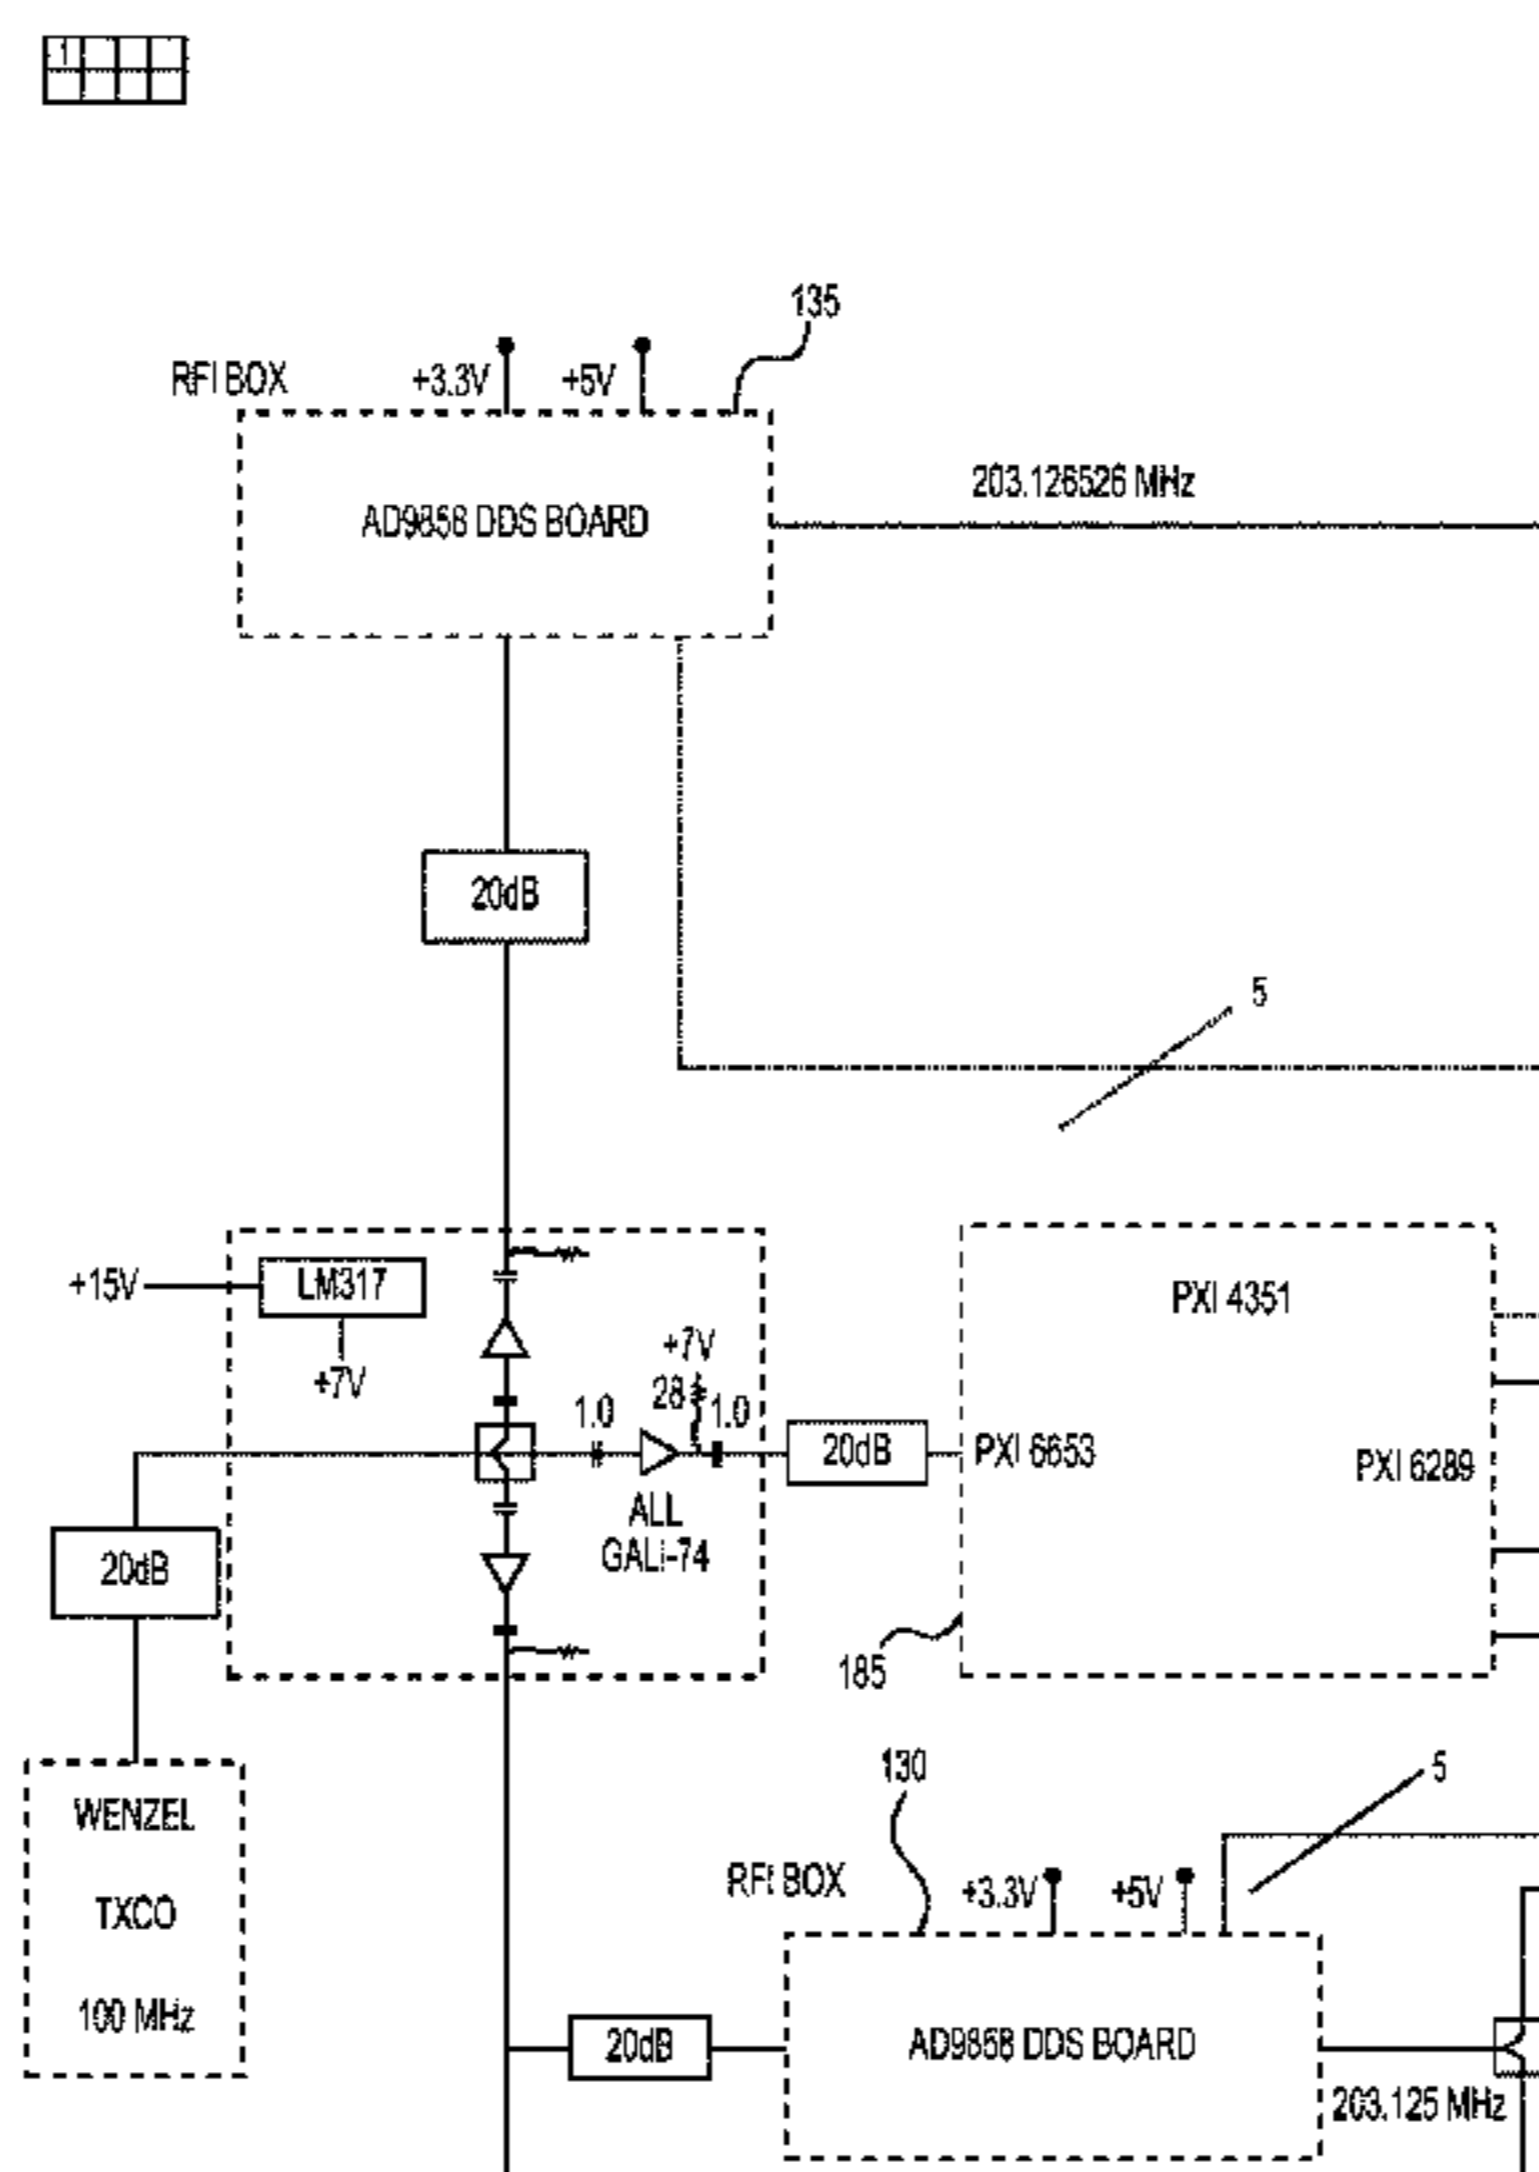 1
135
RFI BOX
+3.3V
+5V
203.126526 MHz
AD9858 DDS BOARD
20dB
5
+15V
LM317
PXI 4351
+7V
+7V
28
1.0
1.0
20dB
PXI 6653
PXI 6289
ALL
GALI-74
20dB
185
130
5
WENZEL
RFI BOX
+3.3V
+5V
TXCO
100 MHz
20dB
AD9858 DDS BOARD
203.125 MHz